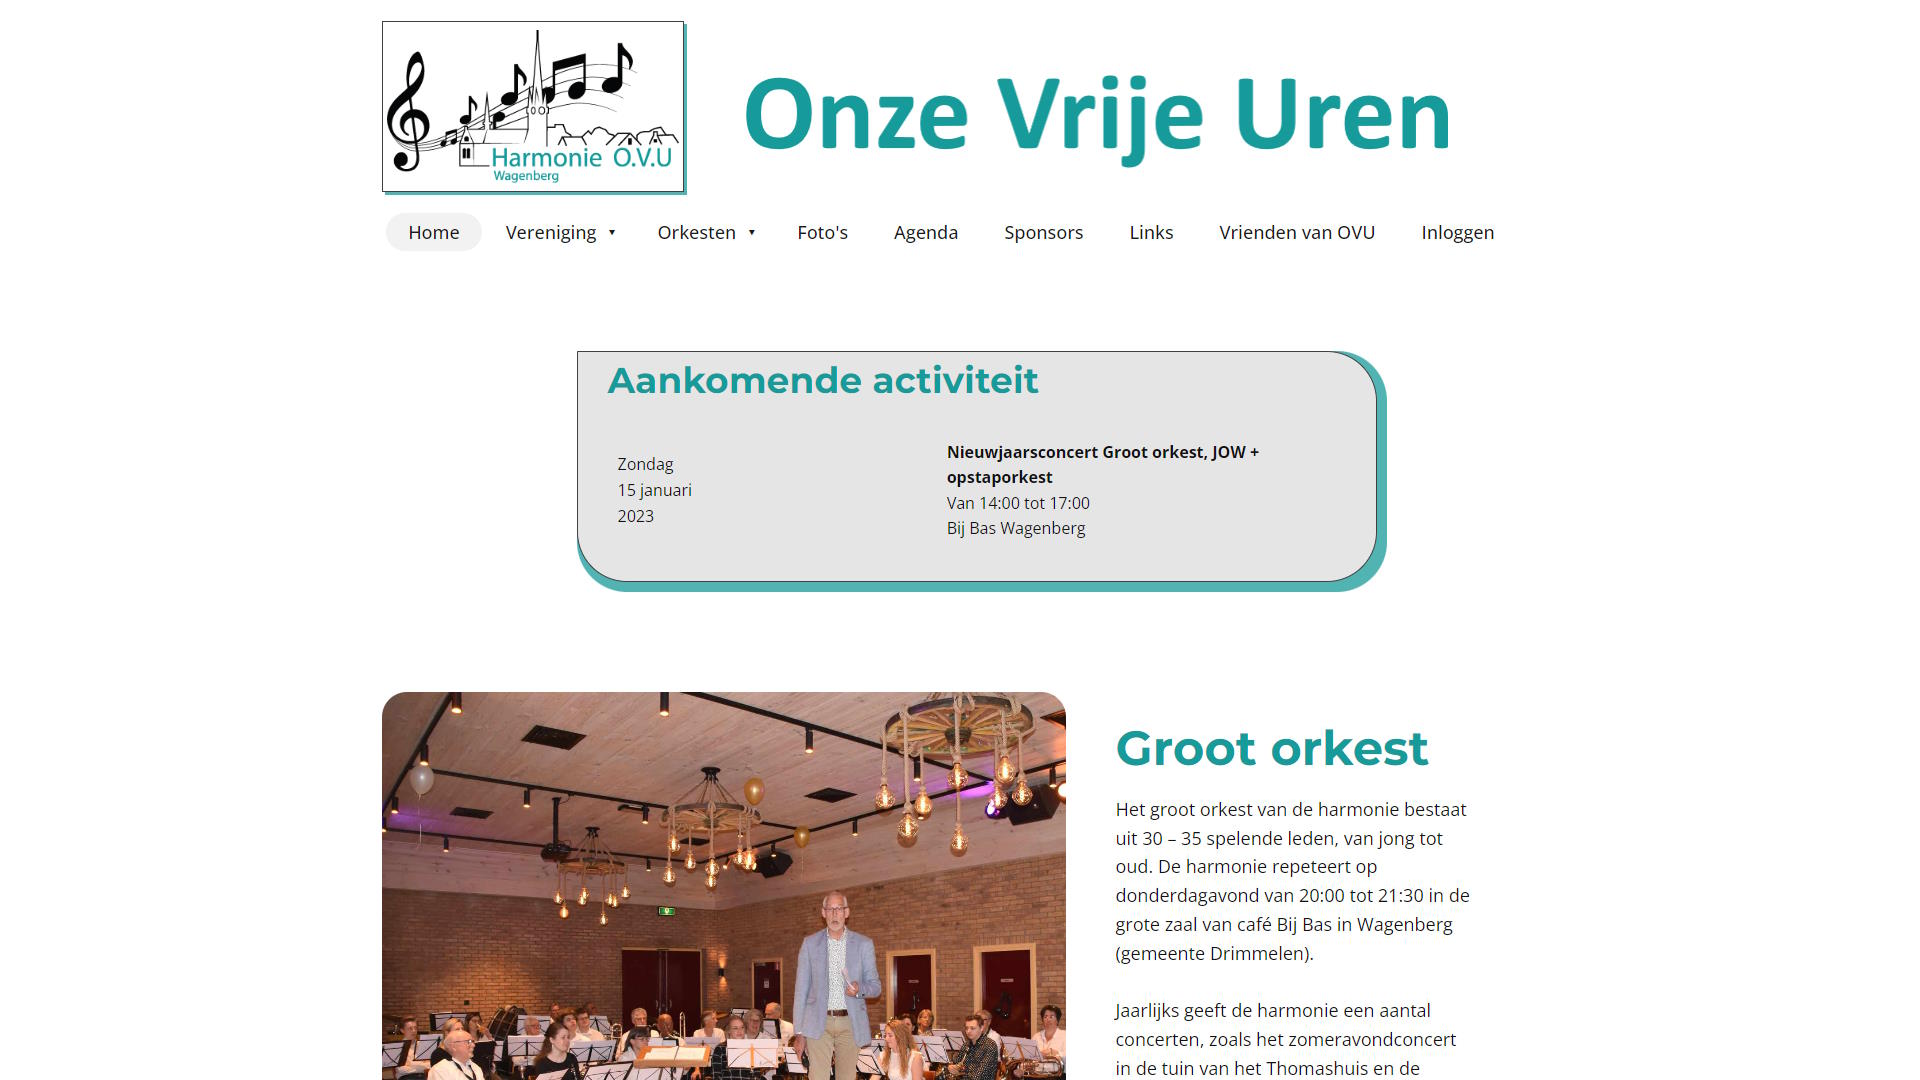 Harmonie O.V.U
Wagenberg
Onze Vrije Uren
Home
Vereniging
Orkesten
Foto's
Agenda
Sponsors
Links
Vrienden van OVU
Inloggen
Aankomende activiteit
Zondag
15 januari
2023
Nieuwjaarsconcert Groot orkest, JOW +
opstaporkest
Van 14:00 tot 17:00
Bij Bas Wagenberg
Groot orkest
Het groot orkest van de harmonie bestaat
uit 30 – 35 spelende leden, van jong tot
oud. De harmonie repeteert op
donderdagavond van 20:00 tot 21:30 in de
grote zaal van café Bij Bas in Wagenberg
(gemeente Drimmelen).
Jaarlijks geeft de harmonie een aantal
concerten, zoals het zomeravondconcert
in de tuin van het Thomashuis en de